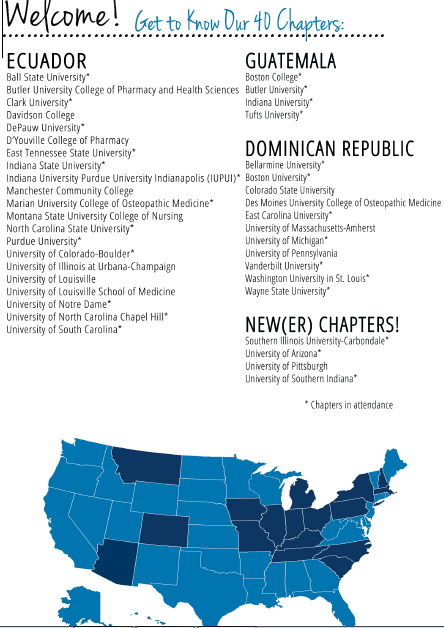 Welcome!
Get to Know Our 40 Chapters:
ECUADOR
Ball State University*
Butler University College of Pharmacy and Health Sciences
Clark University*
Davidson College
DePauw University*
D'Youville College of Pharmacy
East Tennessee State University*
Indiana State University*
Indiana University Purdue University Indianapolis (IUPUI)*
Manchester Community College
Marian University College of Osteopathic Medicine*
Montana State University College of Nursing
North Carolina State University*
Purdue University*
University of Colorado-Boulder*
University of Illinois at Urbana-Champaign
University of Louisville
University of Louisville School of Medicine
University of Notre Dame*
University of North Carolina Chapel Hill*
University of South Carolina*
GUATEMALA
Boston College*
Butler University*
Indiana University*
Tufts University*
DOMINICAN REPUBLIC
Bellarmine University*
Boston University*
Colorado State University
Des Moines University College of Osteopathic Medicine
East Carolina University*
University of Massachusetts-Amherst
University of Michigan*
University of Pennsylvania
Vanderbilt University*
Washington University in St. Louis*
Wayne State University*
NEW(ER) CHAPTERS!
Southern Illinois University-Carbondale*
University of Arizona*
University of Pittsburgh
University of Southern Indiana*
* Chapters in attendance